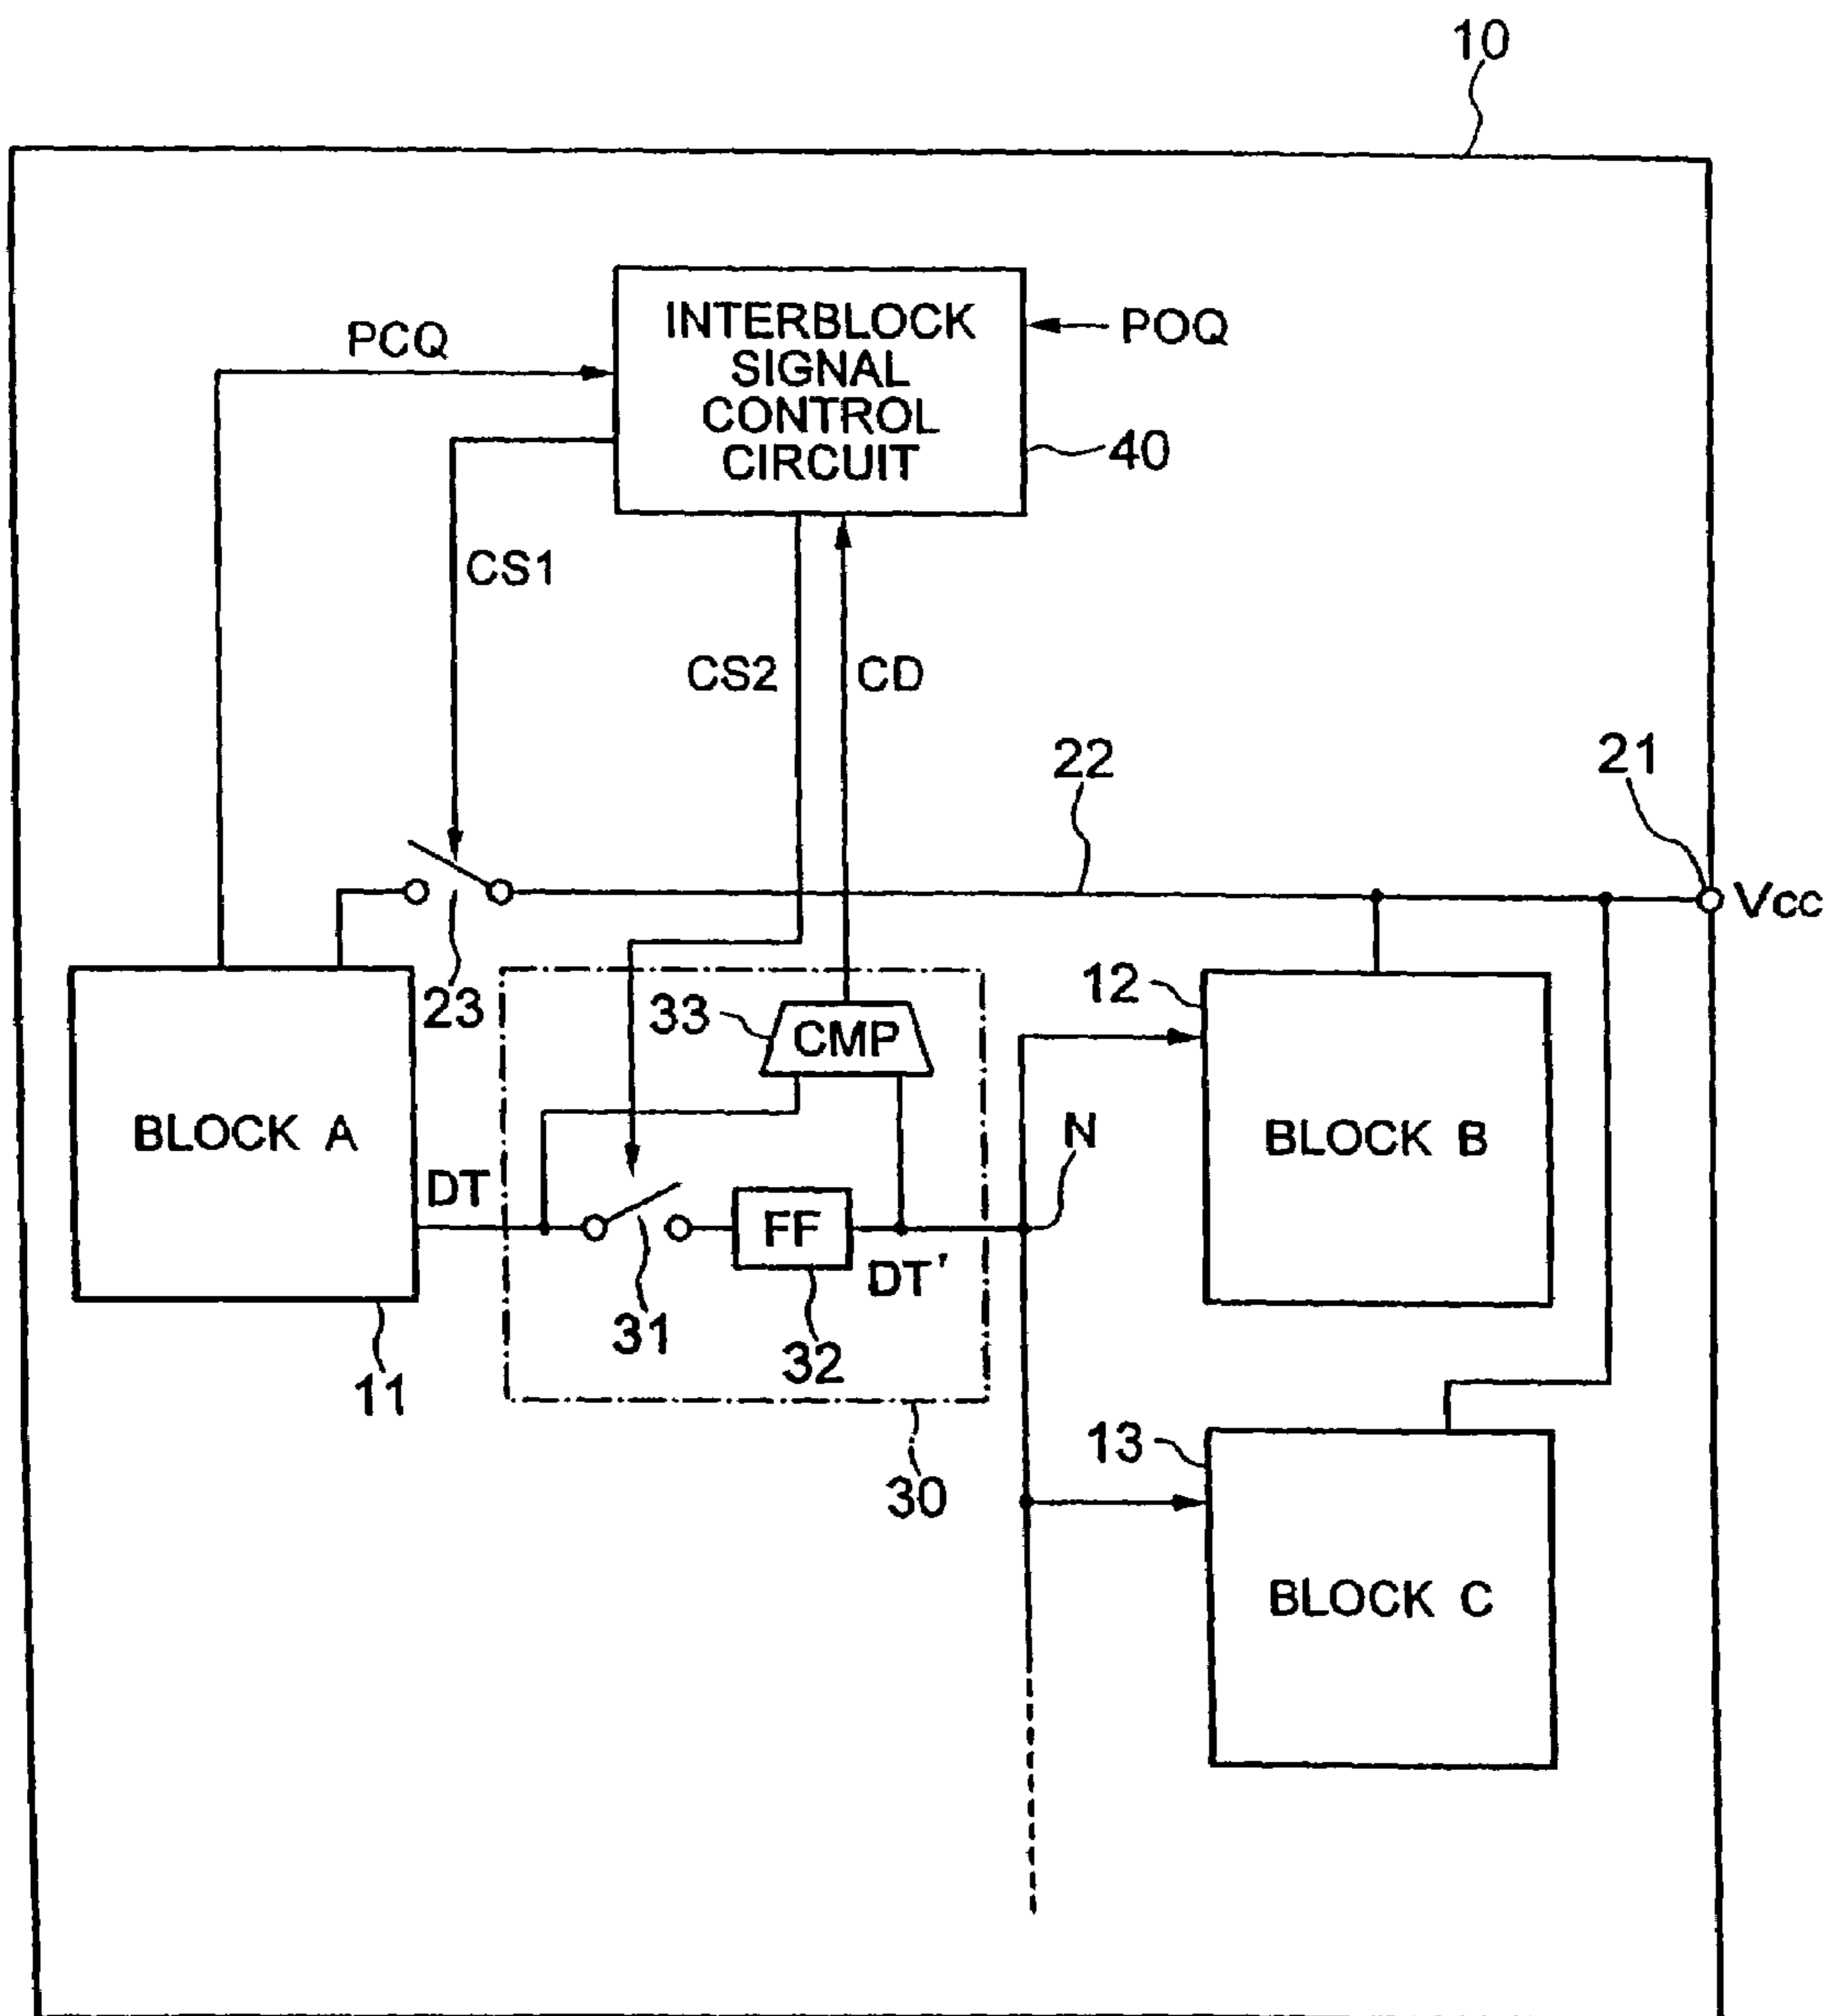 10
INTERBLOCK
SIGNAL
CONTROL
CIRCUIT
PCQ
POQ
40
CS1
CS2
CD
22
21
Vcc
23
33
CMP
12
BLOCK A
DT
N
BLOCK B
FF
DT'
31
32
11
30
13
BLOCK C